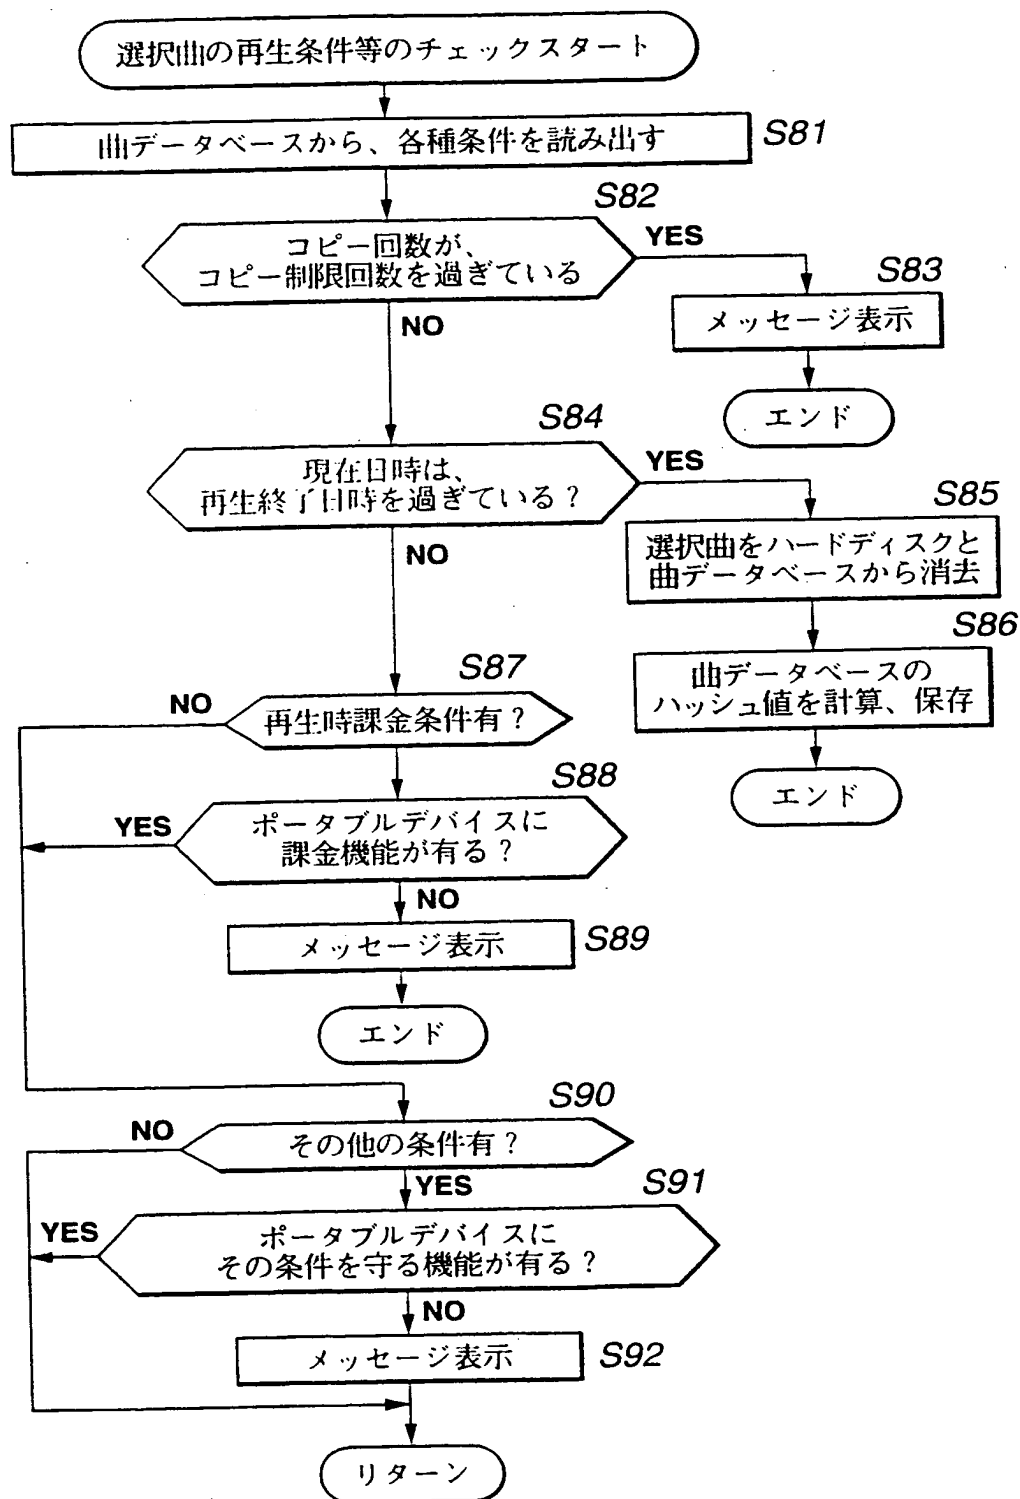 選択曲の再生条件等のチェックスタート
曲データベースから、各種条件を読み出す
S81
S82
コピー回数が、
コピー制限回数を過ぎている
YES
NO
S83
メッセージ表示
エンド
S84
現在日時は、
再生終了日時を過ぎている？
YES
NO
S85
選択曲をハードディスクと
曲データベースから消去
S86
曲データベースの
ハッシュ値を計算、保存
エンド
S87
再生時課金条件有？
NO
S88
ポータブルデバイスに
課金機能が有る？
YES
NO
メッセージ表示
S89
エンド
S90
その他の条件有？
NO
YES
S91
ポータブルデバイスに
その条件を守る機能が有る？
YES
NO
メッセージ表示
S92
リターン